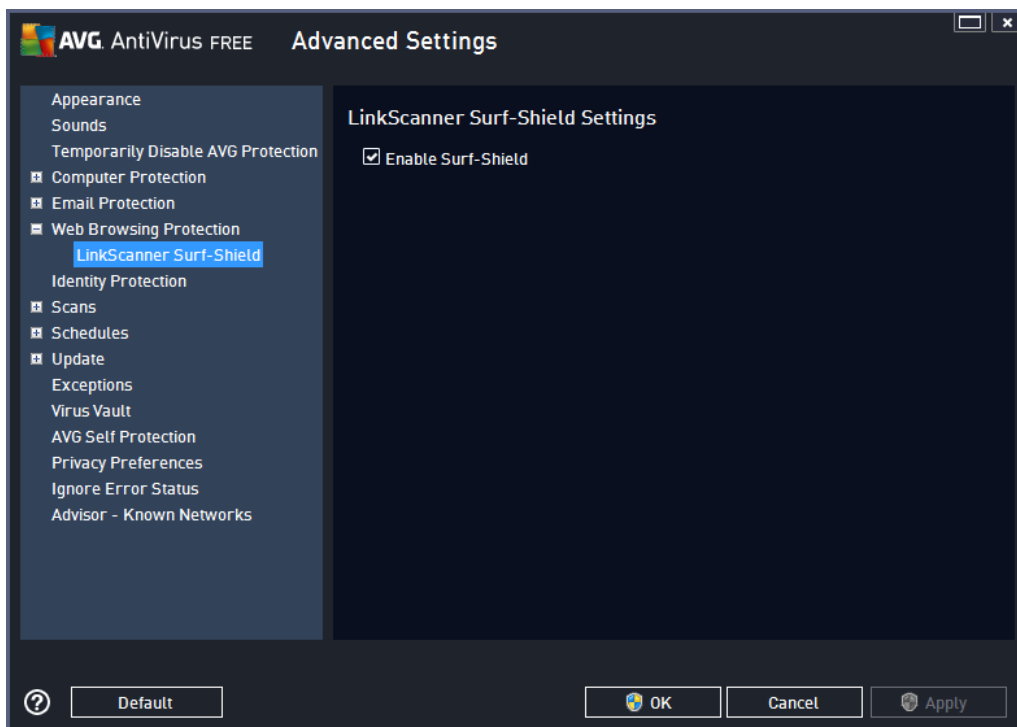 AVG. AntiVirus FREE Advanced Settings
Appearance
Sounds
Temporarily Disable AVG Protection
Computer Protection
Email Protection
Web Browsing Protection
LinkScanner Surf-Shield
Identity Protection
Scans
Schedules
Update
Exceptions
Virus Vault
AVG Self Protection
Privacy Preferences
Ignore Error Status
Advisor - Known Networks
LinkScanner Surf-Shield Settings
Enable Surf-Shield
? Default OK Cancel Apply